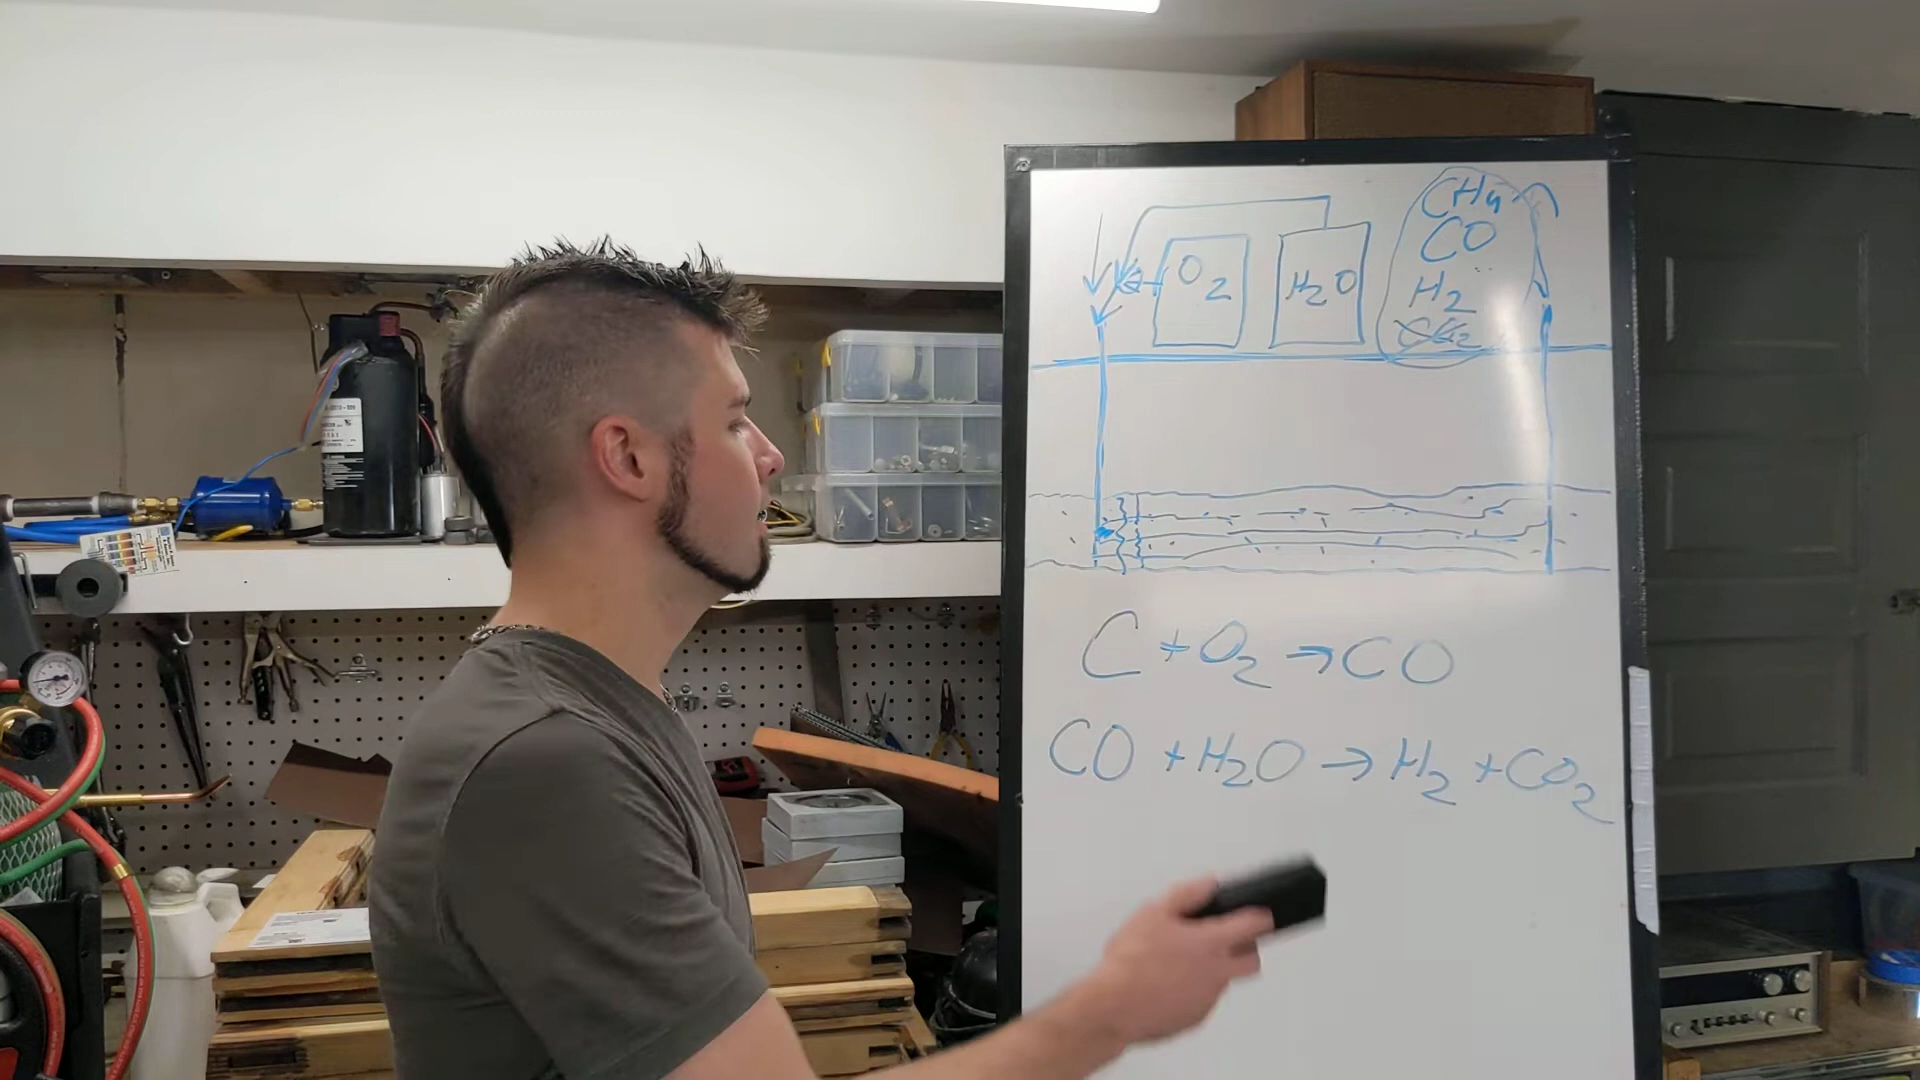 CH4
CO
H2
O2
H2O
C + O2 → CO
CO + H2O → H2 + CO2